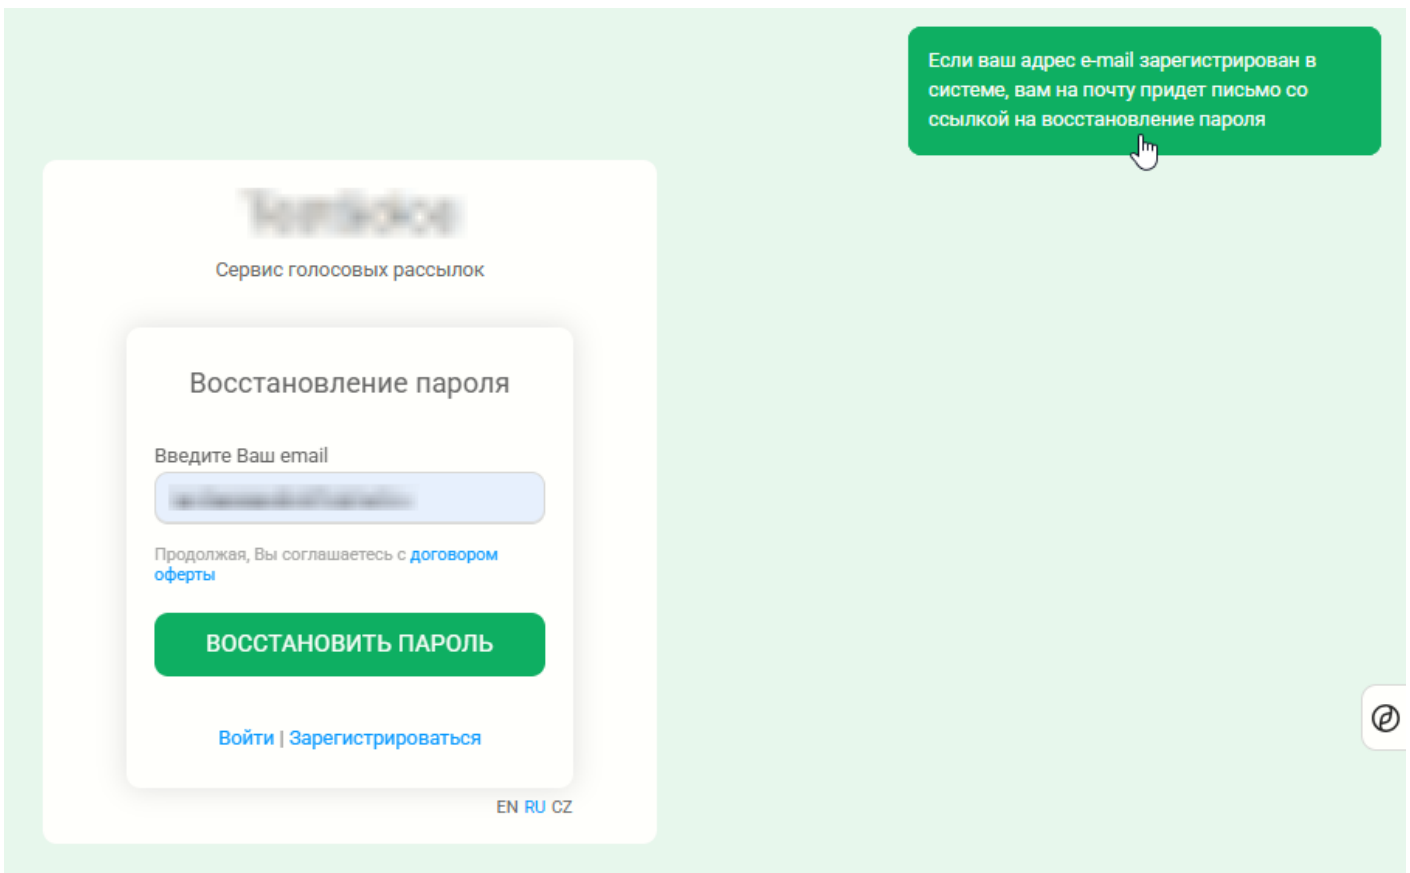 Если ваш адрес e-mail зарегистрирован в
системе, вам на почту придет письмо со
ссылкой на восстановление пароля
Сервис голосовых рассылок
Восстановление пароля
Введите Ваш email
Продолжая, Вы соглашаетесь с договором
оферты
ВОССТАНОВИТЬ ПАРОЛЬ
Войти | Зарегистрироваться
EN RU CZ